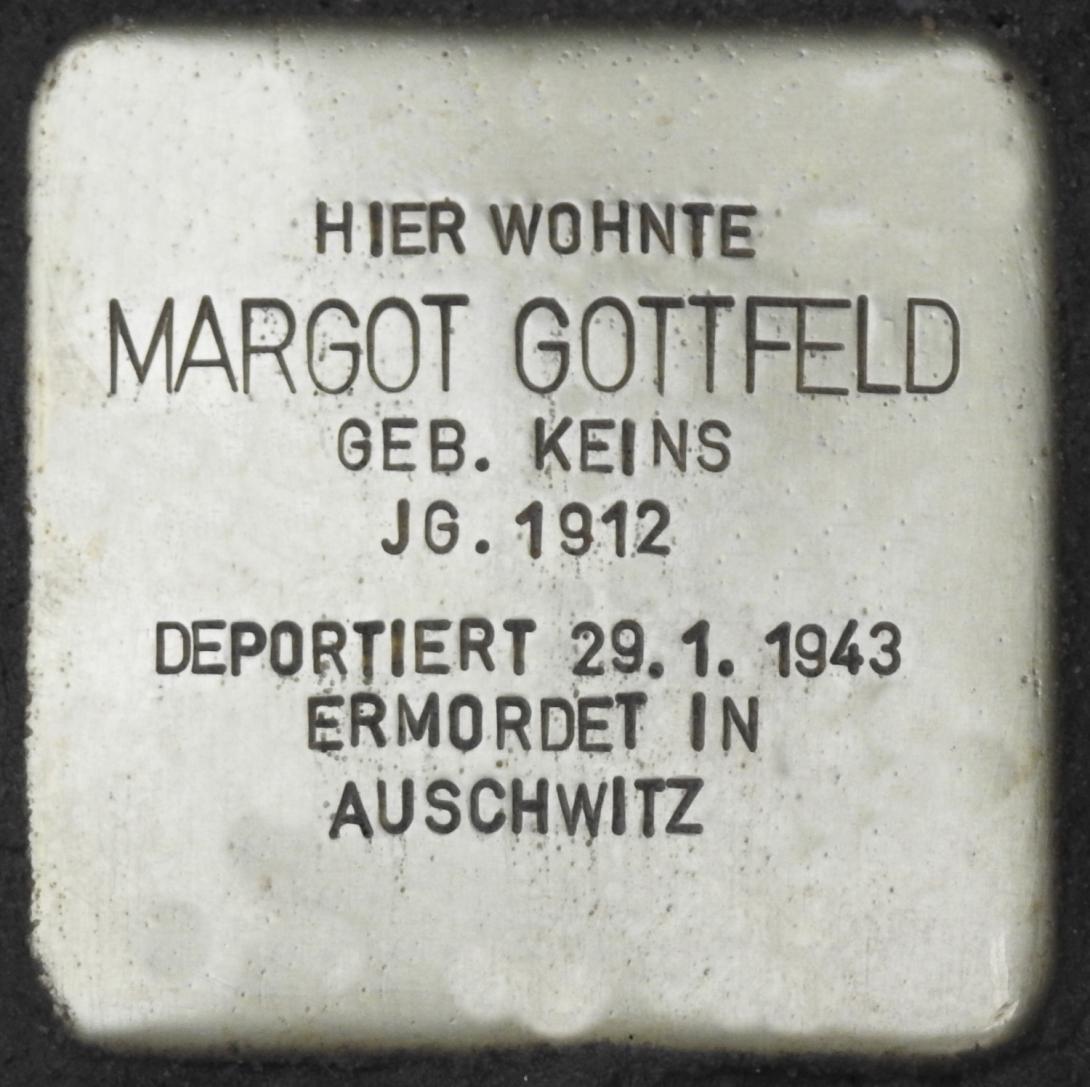 HIER WOHNTE
MARGOT GOTTFELD
GEB. KEINS
JG. 1912
DEPORTIERT 29.1.1943
ERMORDET IN
AUSCHWITZ